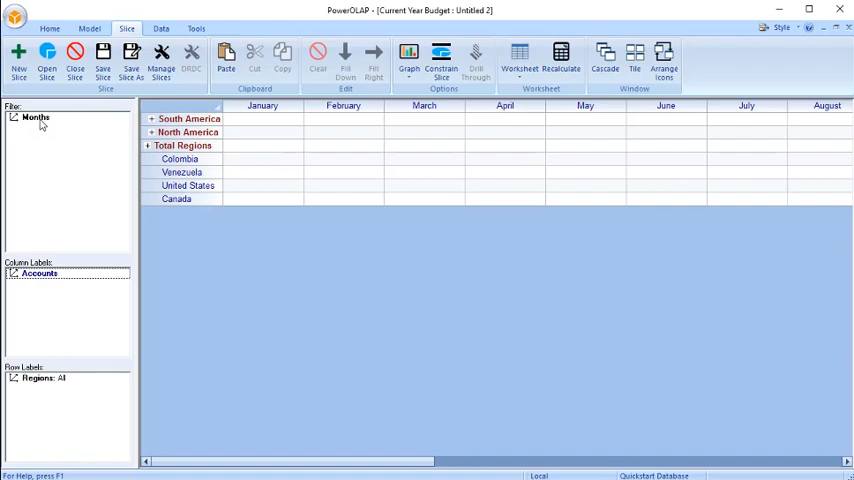 PowerOLAP - [Current Year Budget : Untitled 2]
Home Model Slice Data Tools Style
New Slice
Open Slice
Close Slice
Save Slice
Save Slice As
Manage Slices
DRDC
Paste
Cut
Copy
Clear
Fill Down
Fill Right
Graph
Constrain Slice
Drill Through
Worksheet
Recalculate
Cascade
Tile
Arrange Icons
Slice Clipboard Edit Options Worksheet Window
Filter:
Months
Column Labels:
Accounts
Row Labels:
Regions: All
January February March April May June July August
South America
North America
Total Regions
Colombia
Venezuela
United States
Canada
For Help, press F1 Local Quickstart Database